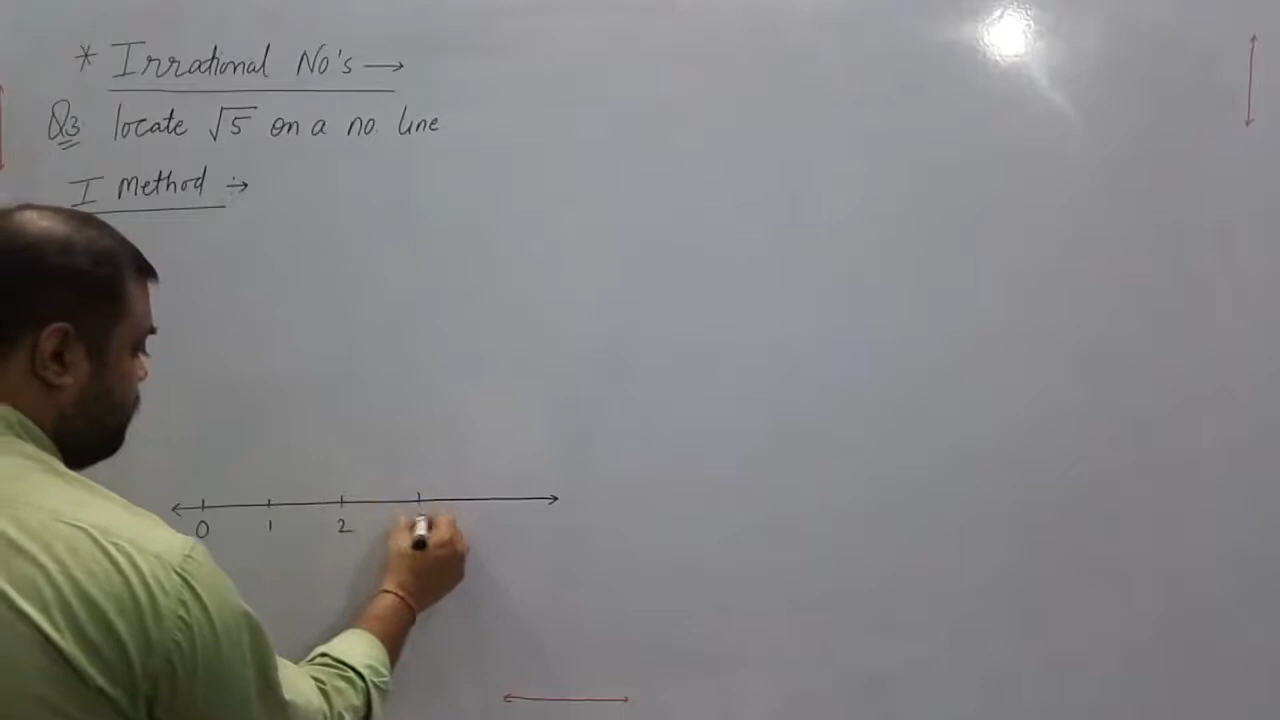 * Irrational No's →
Q3 locate √5 on a no. line
I Method →
0 1 2